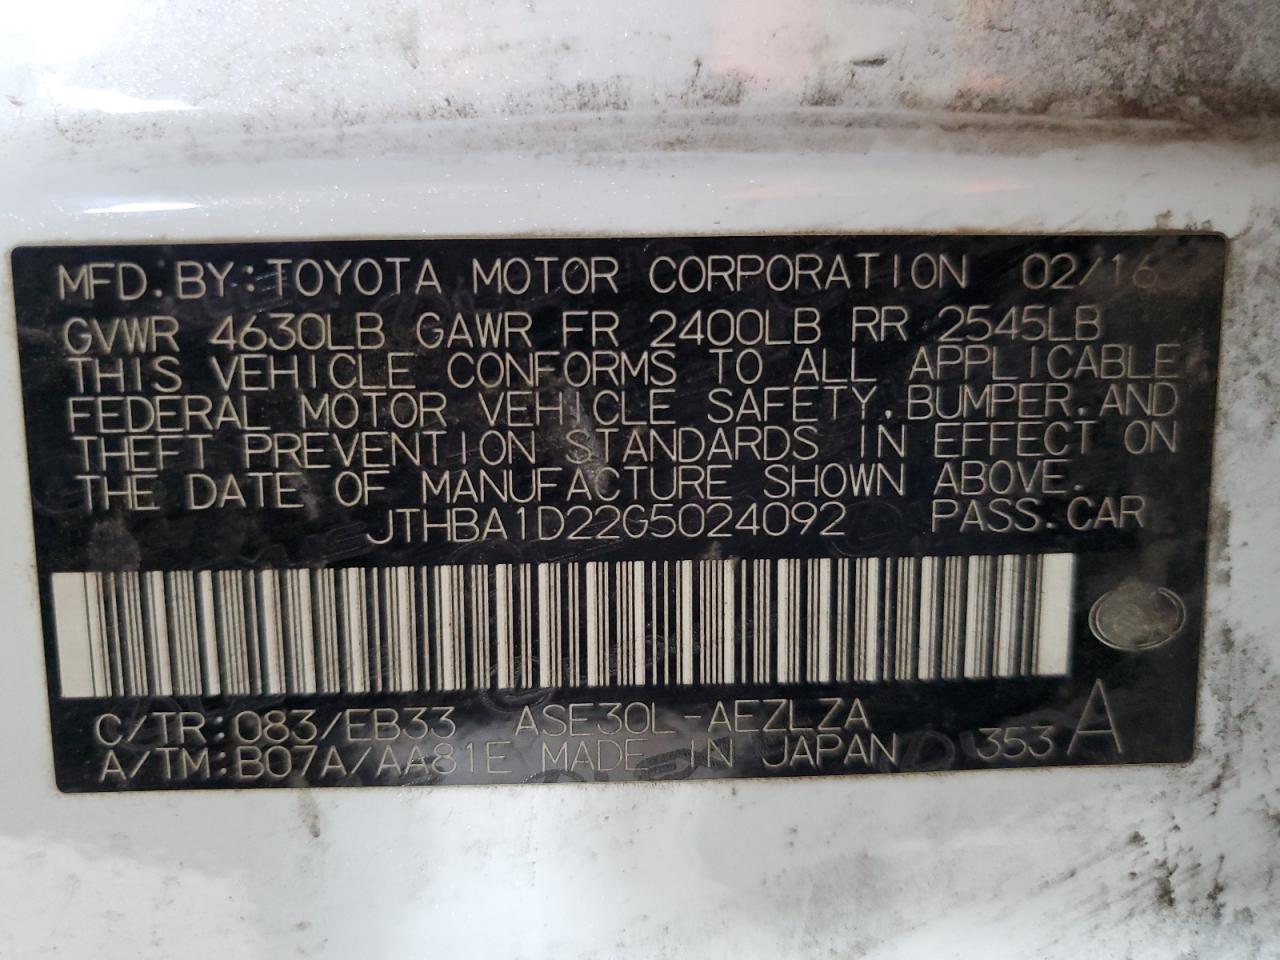 MFD. BY: TOYOTA MOTOR CORPORATION 02/16
GVWR 4630LB GAWR FR 2400LB RR 2545LB
THIS VEHICLE CONFORMS TO ALL APPLICABLE
FEDERAL MOTOR VEHICLE SAFETY, BUMPER, AND
THEFT PREVENTION STANDARDS IN EFFECT ON
THE DATE OF MANUFACTURE SHOWN ABOVE.
JTHBA1D22G5024092 PASS. CAR
C/TR: 083/EB33 ASE30L-AEZLZA
A/TM: B07A/AA81E MADE IN JAPAN 353 A